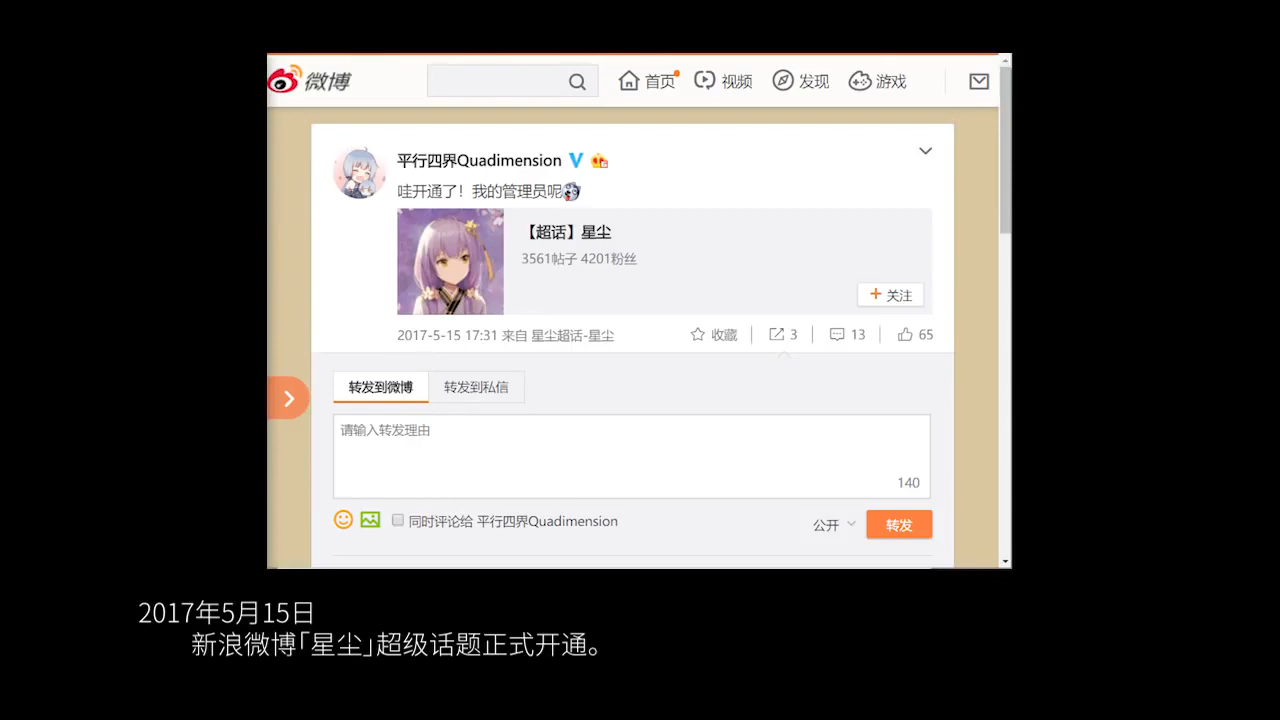 微博
首页
视频
发现
游戏
平行四界Quadimension
哇开通了！我的管理员呢
【超话】星尘
3561帖子 4201粉丝
+ 关注
2017-5-15 17:31 来自 星尘超话-星尘
收藏
3
13
65
转发到微博
转发到私信
请输入转发理由
140
同时评论给 平行四界Quadimension
公开
转发
2017年5月15日
新浪微博「星尘」超级话题正式开通。